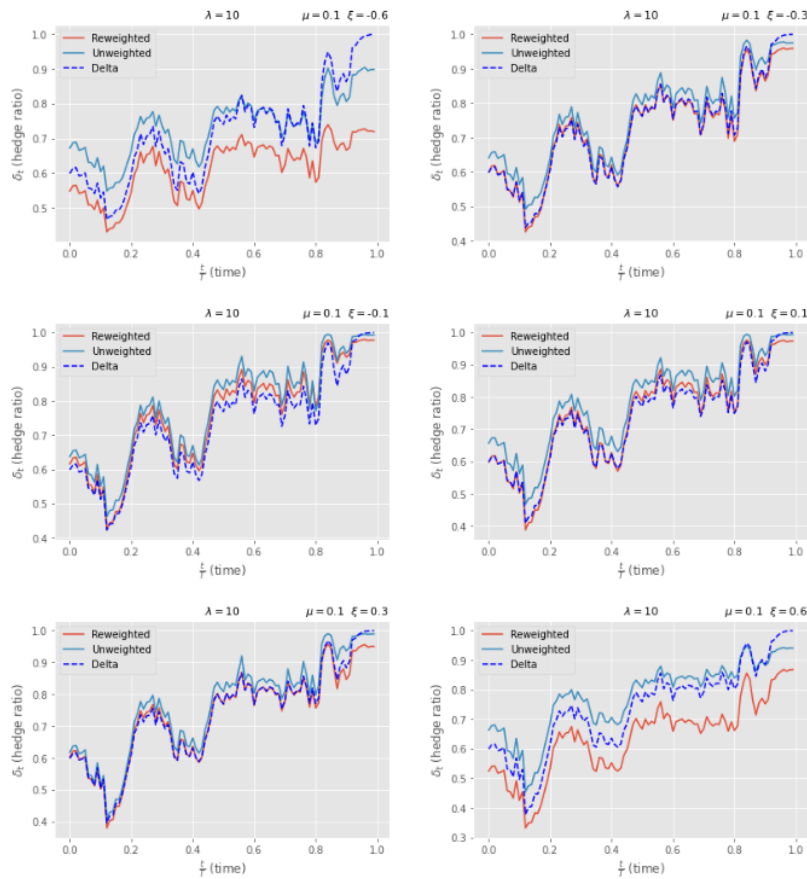 λ = 10 μ = 0.1 ξ = -0.6
Reweighted
Unweighted
Delta
δt (hedge ratio)
1.0
0.9
0.8
0.7
0.6
0.5
0.0 0.2 0.4 0.6 0.8 1.0
t/T (time)
λ = 10 μ = 0.1 ξ = -0.3
Reweighted
Unweighted
Delta
δt (hedge ratio)
1.0
0.9
0.8
0.7
0.6
0.5
0.4
0.0 0.2 0.4 0.6 0.8 1.0
t/T (time)
λ = 10 μ = 0.1 ξ = -0.1
Reweighted
Unweighted
Delta
δt (hedge ratio)
1.0
0.9
0.8
0.7
0.6
0.5
0.4
0.0 0.2 0.4 0.6 0.8 1.0
t/T (time)
λ = 10 μ = 0.1 ξ = 0.1
Reweighted
Unweighted
Delta
δt (hedge ratio)
1.0
0.9
0.8
0.7
0.6
0.5
0.4
0.0 0.2 0.4 0.6 0.8 1.0
t/T (time)
λ = 10 μ = 0.1 ξ = 0.3
Reweighted
Unweighted
Delta
δt (hedge ratio)
1.0
0.9
0.8
0.7
0.6
0.5
0.4
0.0 0.2 0.4 0.6 0.8 1.0
t/T (time)
λ = 10 μ = 0.1 ξ = 0.6
Reweighted
Unweighted
Delta
δt (hedge ratio)
1.0
0.9
0.8
0.7
0.6
0.5
0.4
0.3
0.0 0.2 0.4 0.6 0.8 1.0
t/T (time)